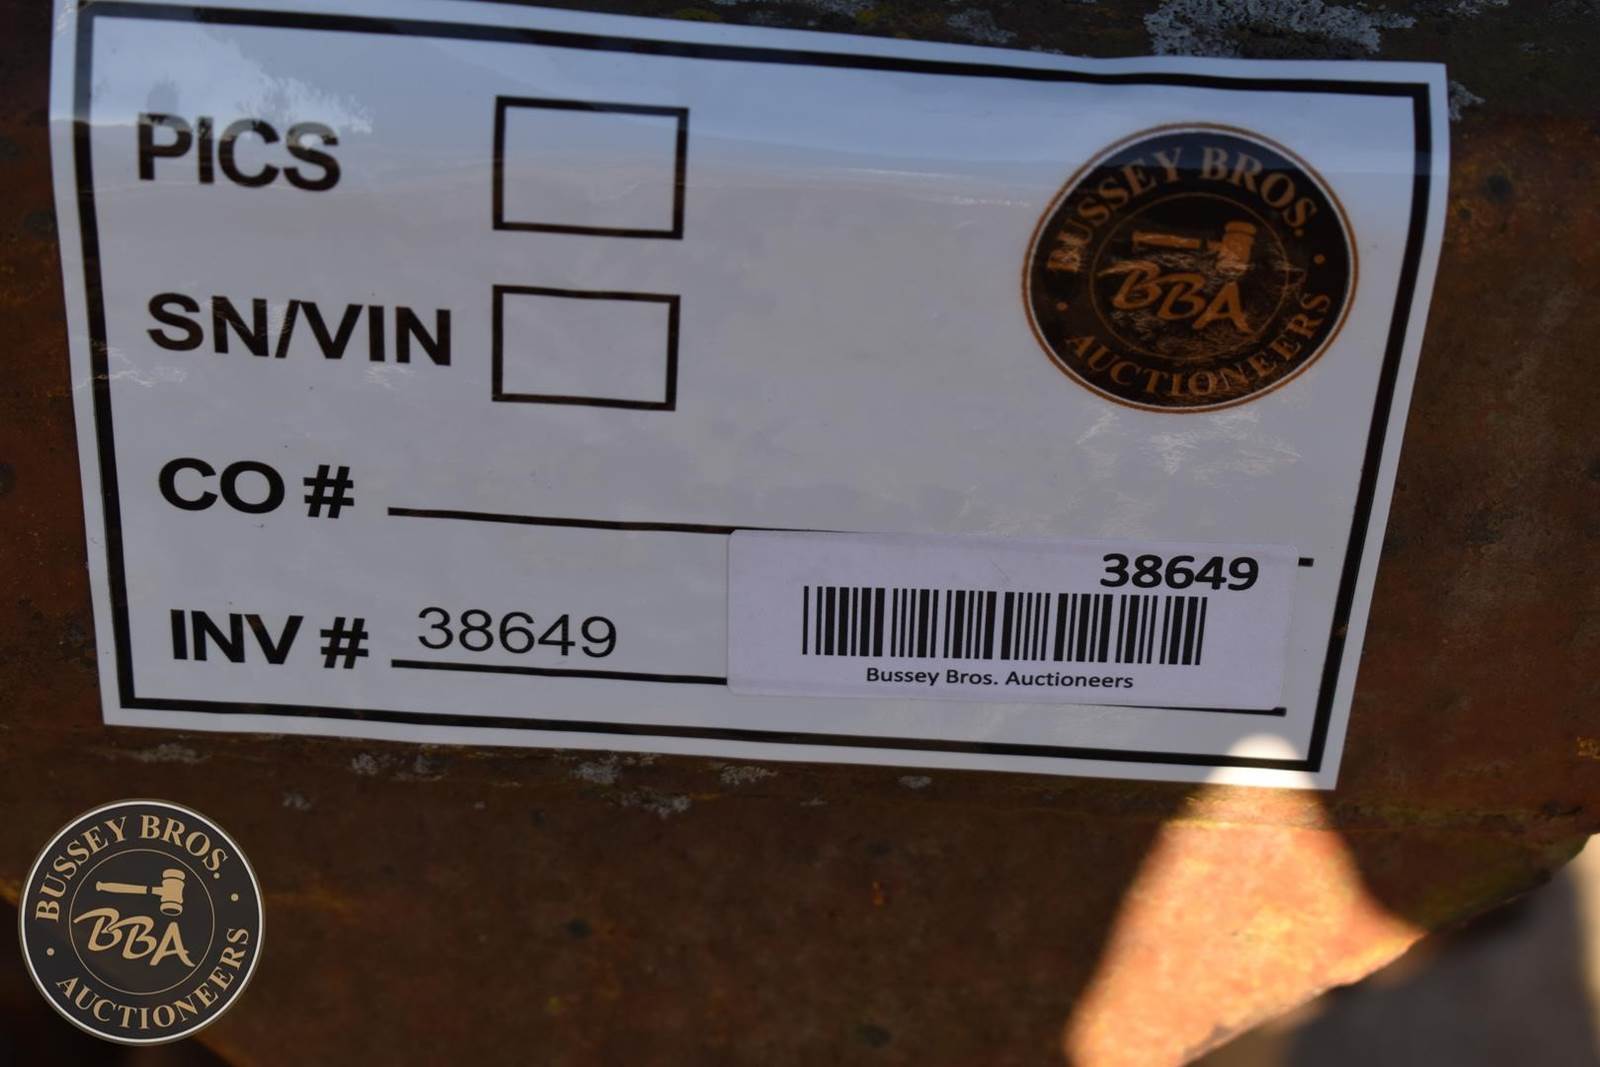 PICS
SN/VIN
CO #
INV # 38649
38649
Bussey Bros. Auctioneers
BUSSEY BROS.
BBA
AUCTIONEERS
BUSSEY BROS.
BBA
AUCTIONEERS